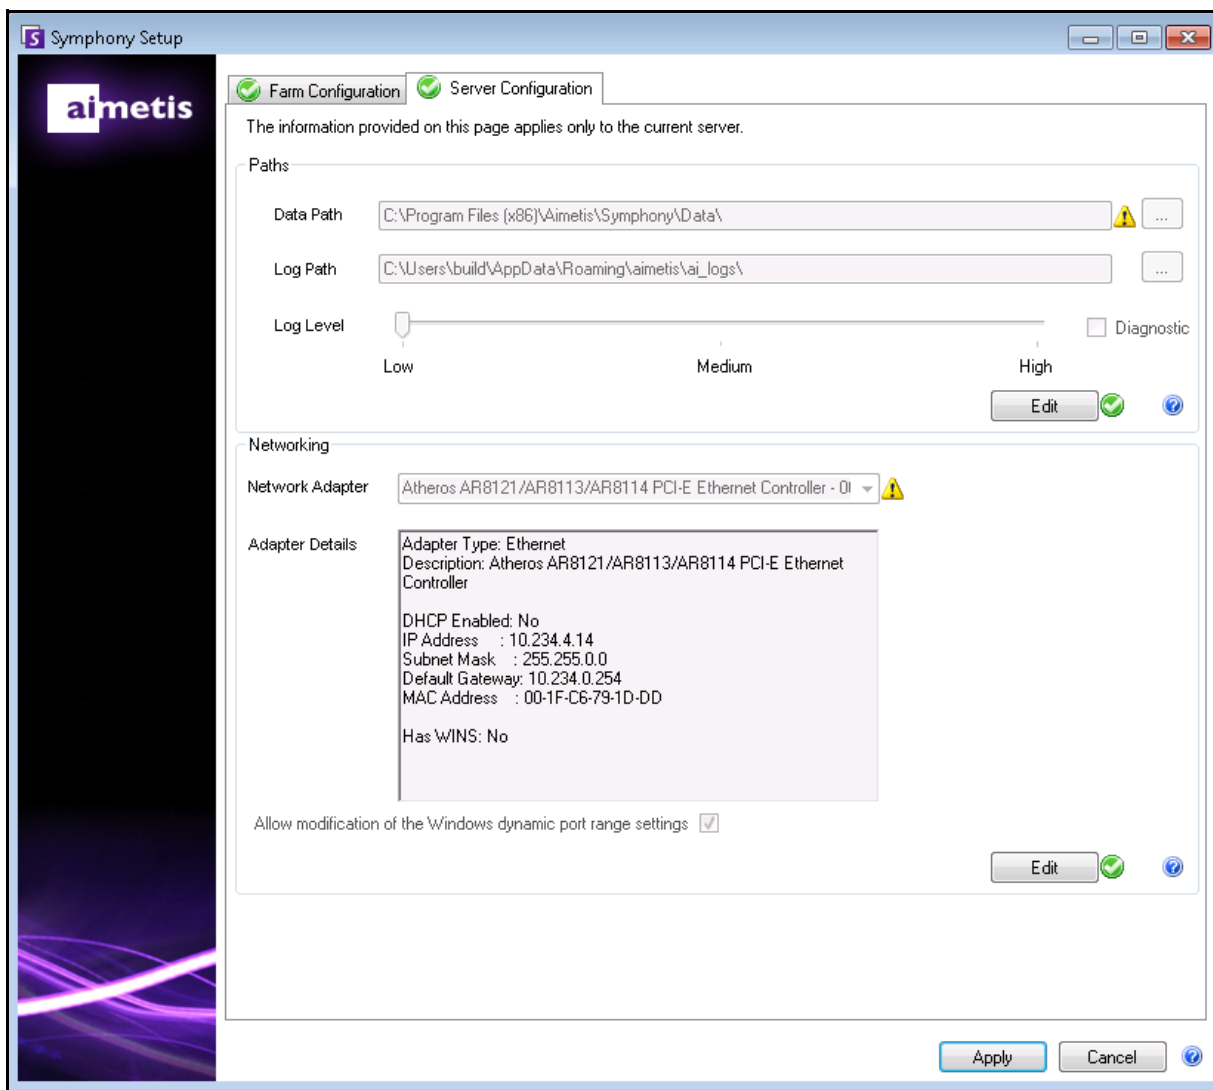 S Symphony Setup
aimetis
Farm Configuration
Server Configuration
The information provided on this page applies only to the current server.
Paths
Data Path
C:\Program Files (x86)\Aimetis\Symphony\Data\
...
Log Path
C:\Users\build\AppData\Roaming\aimetis\ai_logs\
...
Log Level
Diagnostic
Low Medium High
Edit
?
Networking
Network Adapter
Atheros AR8121/AR8113/AR8114 PCI-E Ethernet Controller -
Adapter Details
Adapter Type: Ethernet
Description: Atheros AR8121/AR8113/AR8114 PCI-E Ethernet
Controller
DHCP Enabled: No
IP Address : 10.234.4.14
Subnet Mask : 255.255.0.0
Default Gateway: 10.234.0.254
MAC Address : 00-1F-C6-79-1D-DD
Has WINS: No
Allow modification of the Windows dynamic port range settings
Edit
?
Apply
Cancel
?